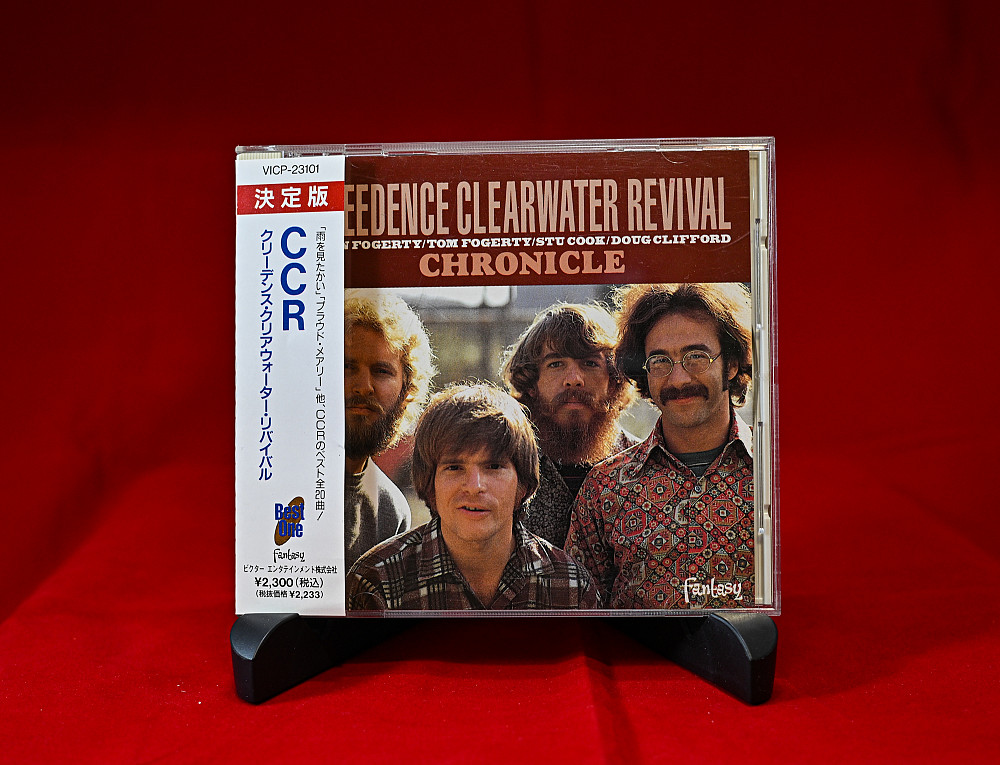 VICP-23101
決定版
CCR
クリーデンス・クリアウォーター・リバイバル
「雨を見たかい」「プラウド・メアリー」他、CCRのベスト全20曲!
Best One
fantasy
ビクター エンタテインメント株式会社
¥2,300(税込)
(税抜価格 ¥2,233)
EEDENCE CLEARWATER REVIVAL
N FOGERTY/TOM FOGERTY/STU COOK/DOUG CLIFFORD
CHRONICLE
fantasy